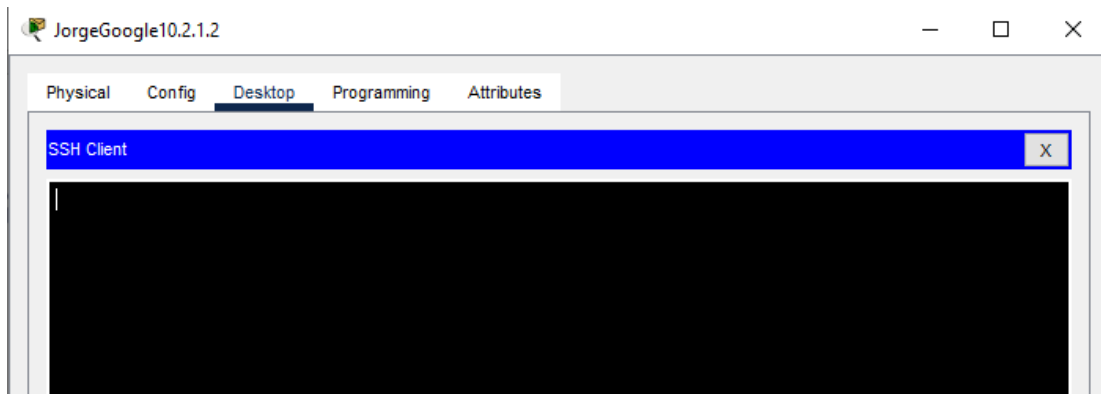 JorgeGoogle10.2.1.2
Physical Config Desktop Programming Attributes
SSH Client X